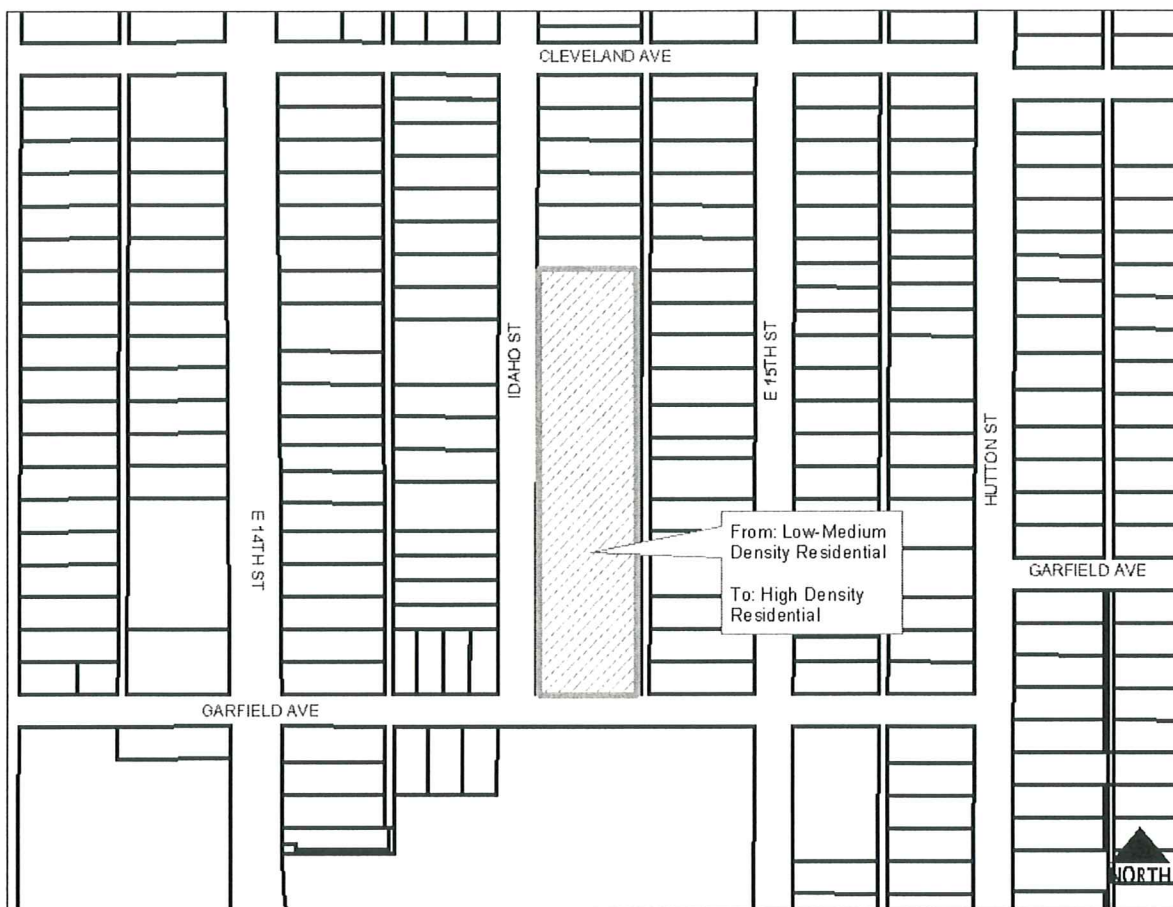 CLEVELAND AVE
IDAHO ST
E 15TH ST
HUTTON ST
E 14TH ST
From: Low-Medium
Density Residential
To: High Density
Residential
GARFIELD AVE
GARFIELD AVE
NORTH